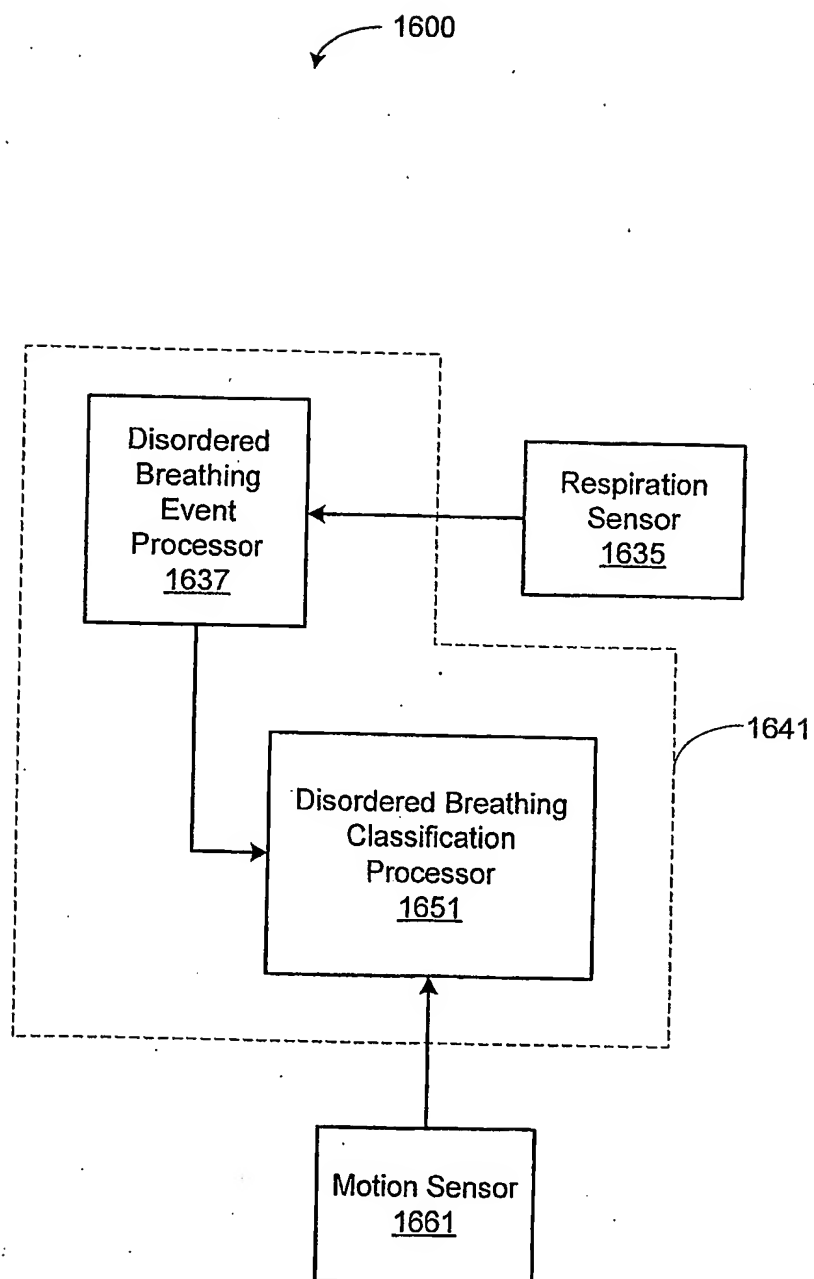 1600
Disordered
Breathing
Event
Processor
1637
Respiration
Sensor
1635
1641
Disordered Breathing
Classification
Processor
1651
Motion Sensor
1661